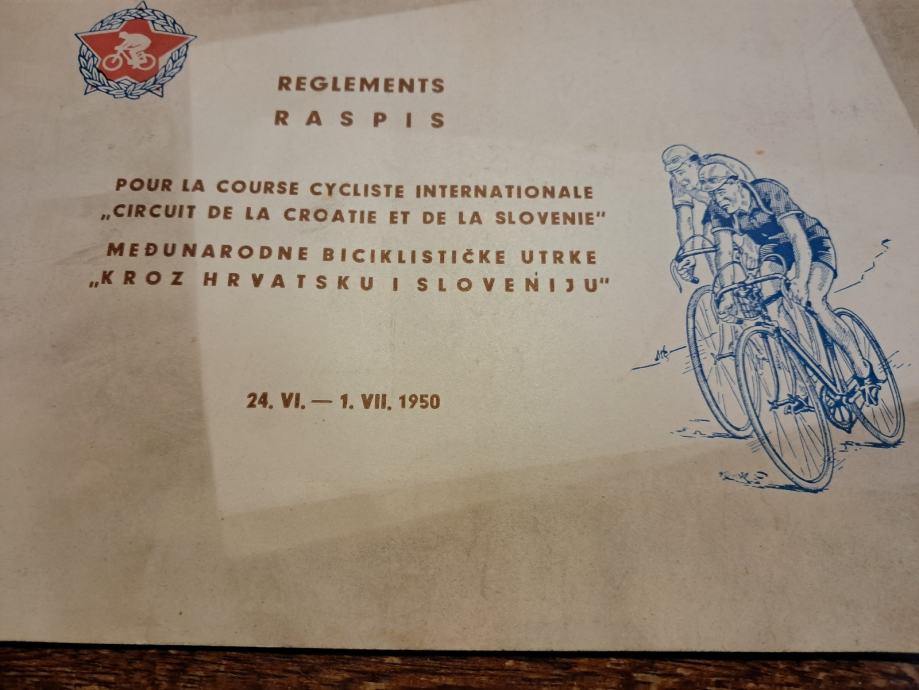 REGLEMENTS
RASPIS
POUR LA COURSE CYCLISTE INTERNATIONALE
„CIRCUIT DE LA CROATIE ET DE LA SLOVENIE"
MEĐUNARODNE BICIKLISTIČKE UTRKE
„KROZ HRVATSKU I SLOVENIJU"
24. VI. — 1. VII. 1950